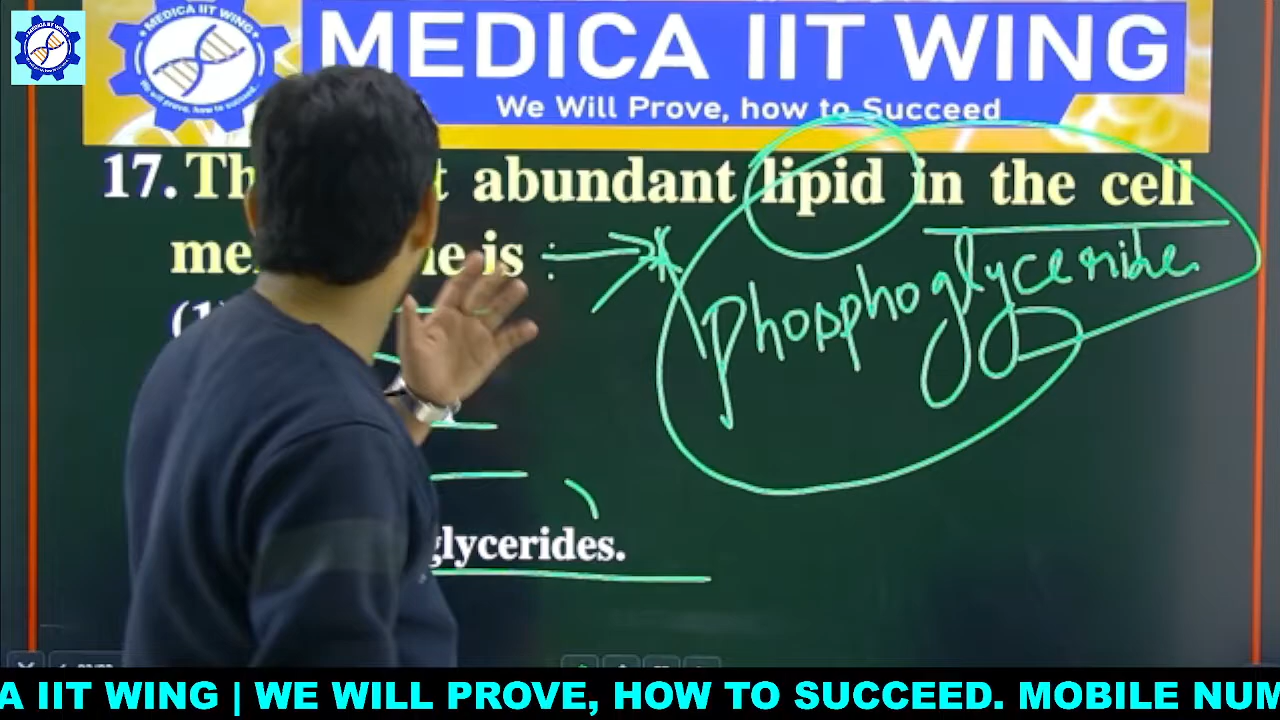 MEDICA IIT WING
MEDICA IIT WING
We Will Prove, how to Succeed
17. Th t abundant lipid in the cell
me ne is :
phosphoglyceride
(1)
glycerides.
A IIT WING | WE WILL PROVE, HOW TO SUCCEED. MOBILE NUM